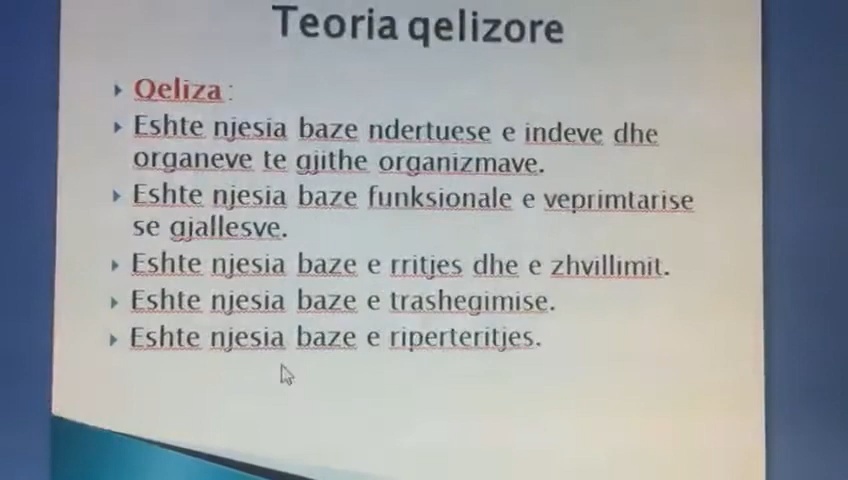 Teoria qelizore
Qeliza:
Eshte njesia baze ndertuese e indeve dhe
organeve te gjithe organizmave.
Eshte njesia baze funksionale e veprimtarise
se gjallesve.
Eshte njesia baze e rritjes dhe e zhvillimit.
Eshte njesia baze e trashegimise.
Eshte njesia baze e riperteritjes.